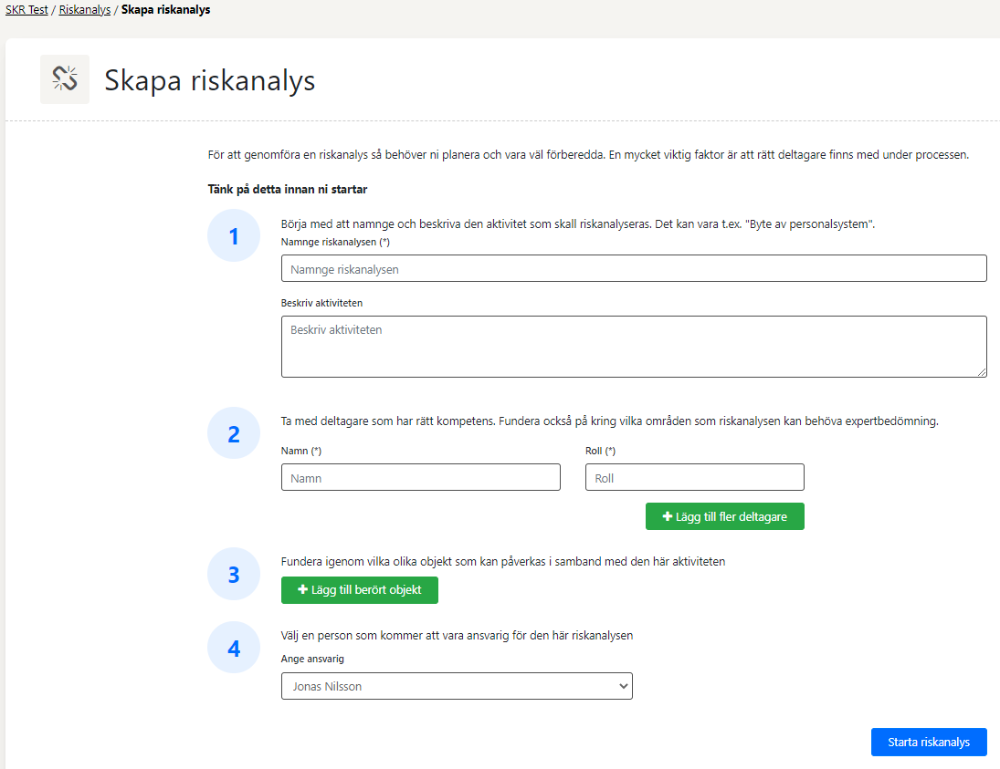 SKR Test / Riskanalys / Skapa riskanalys
Skapa riskanalys
För att genomföra en riskanalys så behöver ni planera och vara väl förberedda. En mycket viktig faktor är att rätt deltagare finns med under processen.
Tänk på detta innan ni startar
1
Börja med att namnge och beskriva den aktivitet som skall riskanalyseras. Det kan vara t.ex. "Byte av personalsystem".
Namnge riskanalysen (*)
Namnge riskanalysen
Beskriv aktiviteten
Beskriv aktiviteten
2
Ta med deltagare som har rätt kompetens. Fundera också på kring vilka områden som riskanalysen kan behöva expertbedömning.
Namn (*) Roll (*)
Namn Roll
+ Lägg till fler deltagare
3
Fundera igenom vilka olika objekt som kan påverkas i samband med den här aktiviteten
+ Lägg till berört objekt
4
Välj en person som kommer att vara ansvarig för den här riskanalysen
Ange ansvarig
Jonas Nilsson
Starta riskanalys